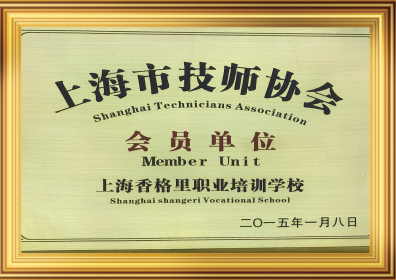 上海市技师协会
Shanghai Technicians Association
会员单位
Member Unit
上海香格里职业培训学校
Shanghai shangeri Vocational School
二〇一五年一月八日